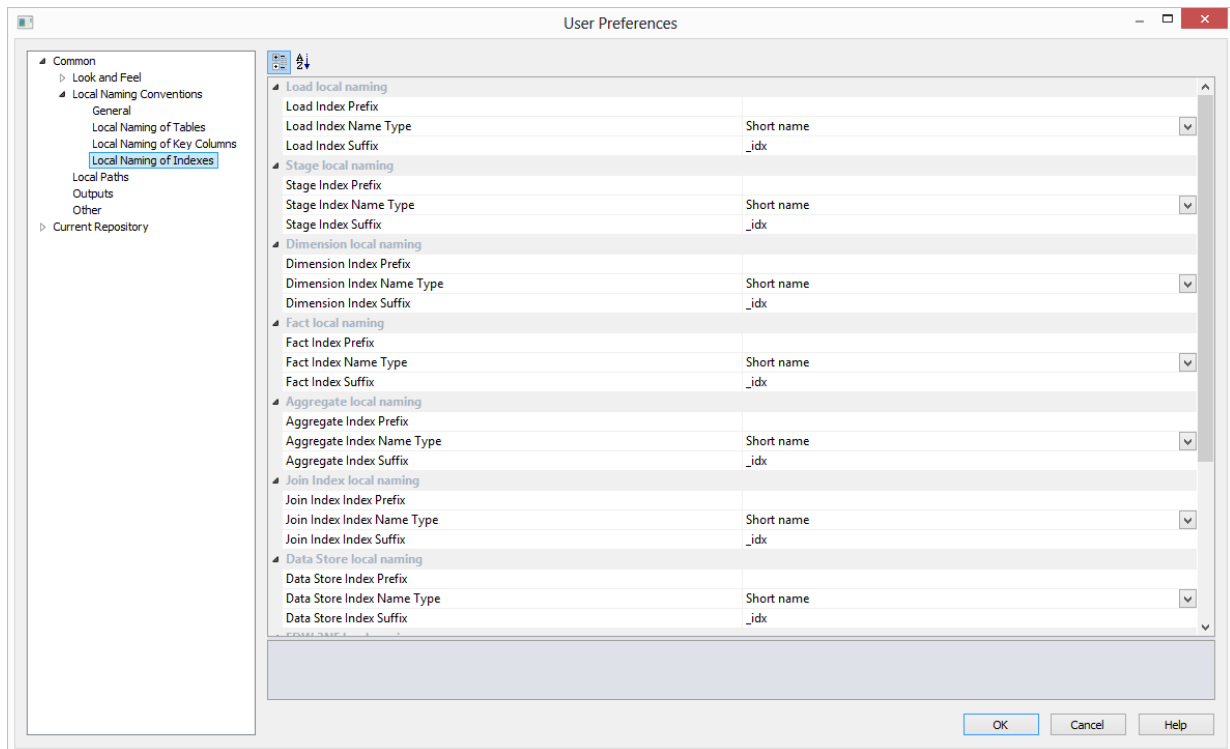 User Preferences
Common
Look and Feel
Local Naming Conventions
General
Local Naming of Tables
Local Naming of Key Columns
Local Naming of Indexes
Local Paths
Outputs
Other
Current Repository
Load local naming
Load Index Prefix
Load Index Name Type Short name
Load Index Suffix _idx
Stage local naming
Stage Index Prefix
Stage Index Name Type Short name
Stage Index Suffix _idx
Dimension local naming
Dimension Index Prefix
Dimension Index Name Type Short name
Dimension Index Suffix _idx
Fact local naming
Fact Index Prefix
Fact Index Name Type Short name
Fact Index Suffix _idx
Aggregate local naming
Aggregate Index Prefix
Aggregate Index Name Type Short name
Aggregate Index Suffix _idx
Join Index local naming
Join Index Index Prefix
Join Index Index Name Type Short name
Join Index Index Suffix _idx
Data Store local naming
Data Store Index Prefix
Data Store Index Name Type Short name
Data Store Index Suffix _idx
OK Cancel Help